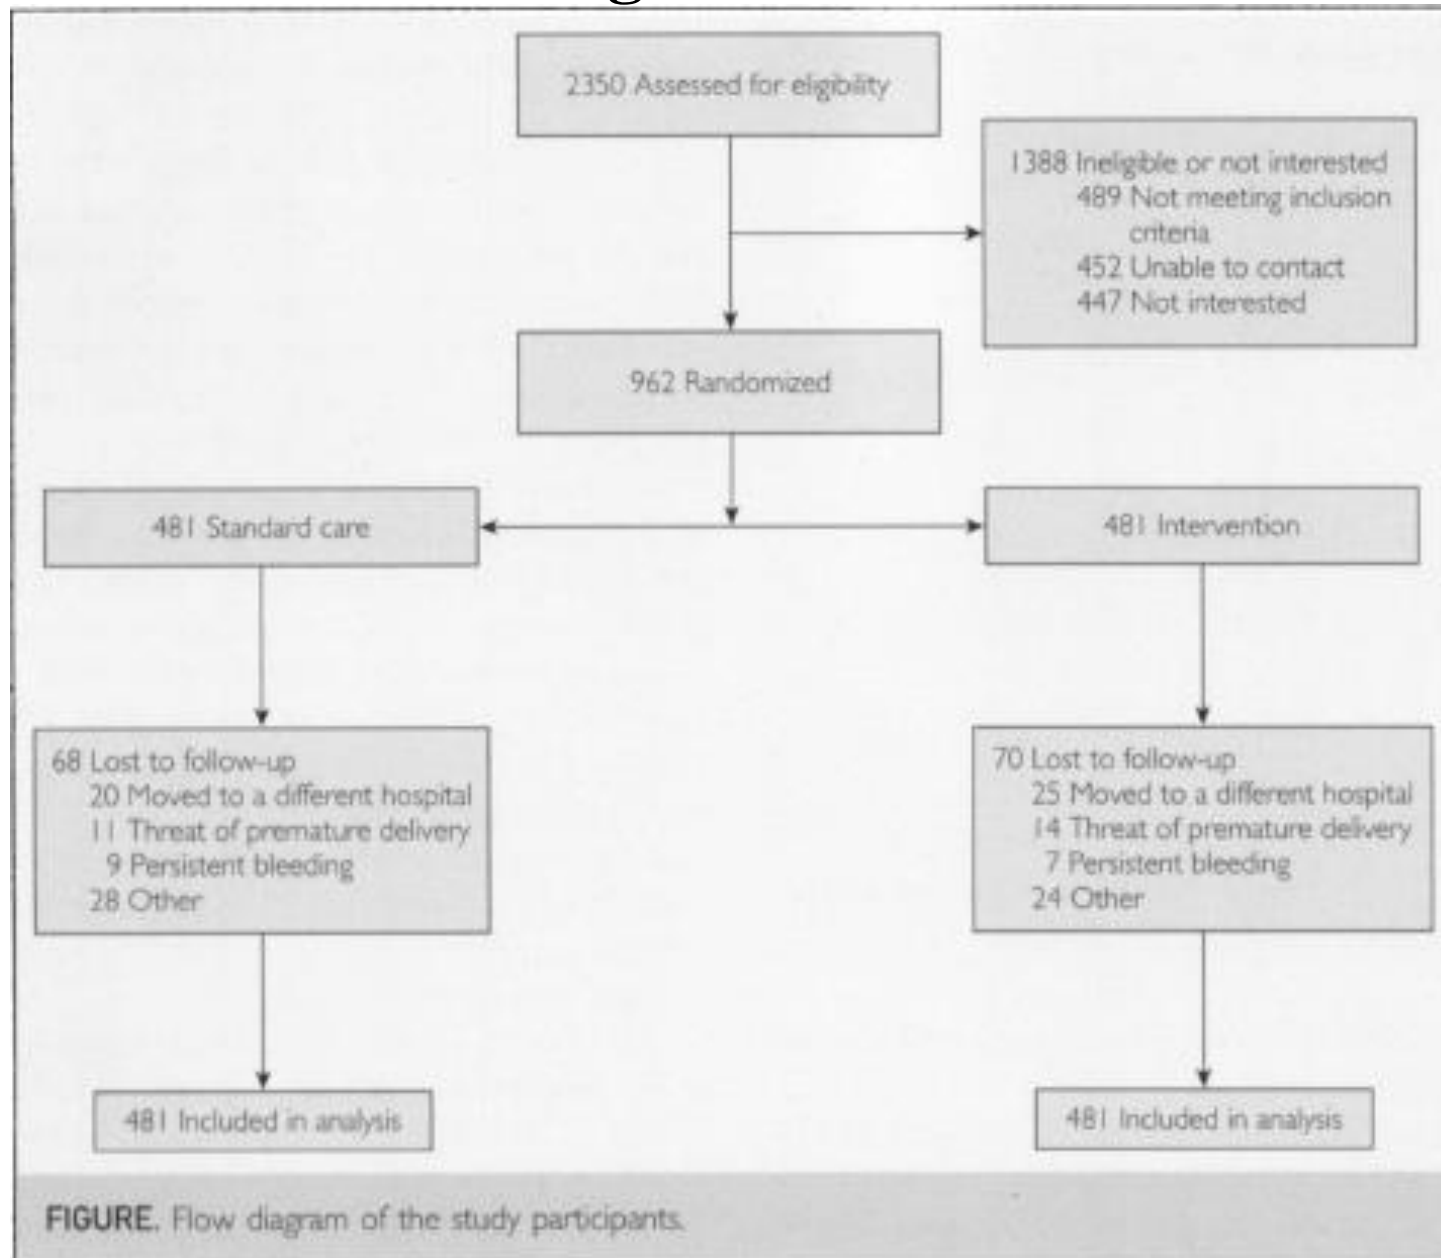 2350 Assessed for eligibility
1388 Ineligible or not interested
489 Not meeting inclusion
criteria
452 Unable to contact
447 Not interested
962 Randomized
481 Standard care
481 Intervention
68 Lost to follow-up
20 Moved to a different hospital
11 Threat of premature delivery
9 Persistent bleeding
28 Other
70 Lost to follow-up
25 Moved to a different hospital
14 Threat of premature delivery
7 Persistent bleeding
24 Other
481 Included in analysis
481 Included in analysis
FIGURE. Flow diagram of the study participants.